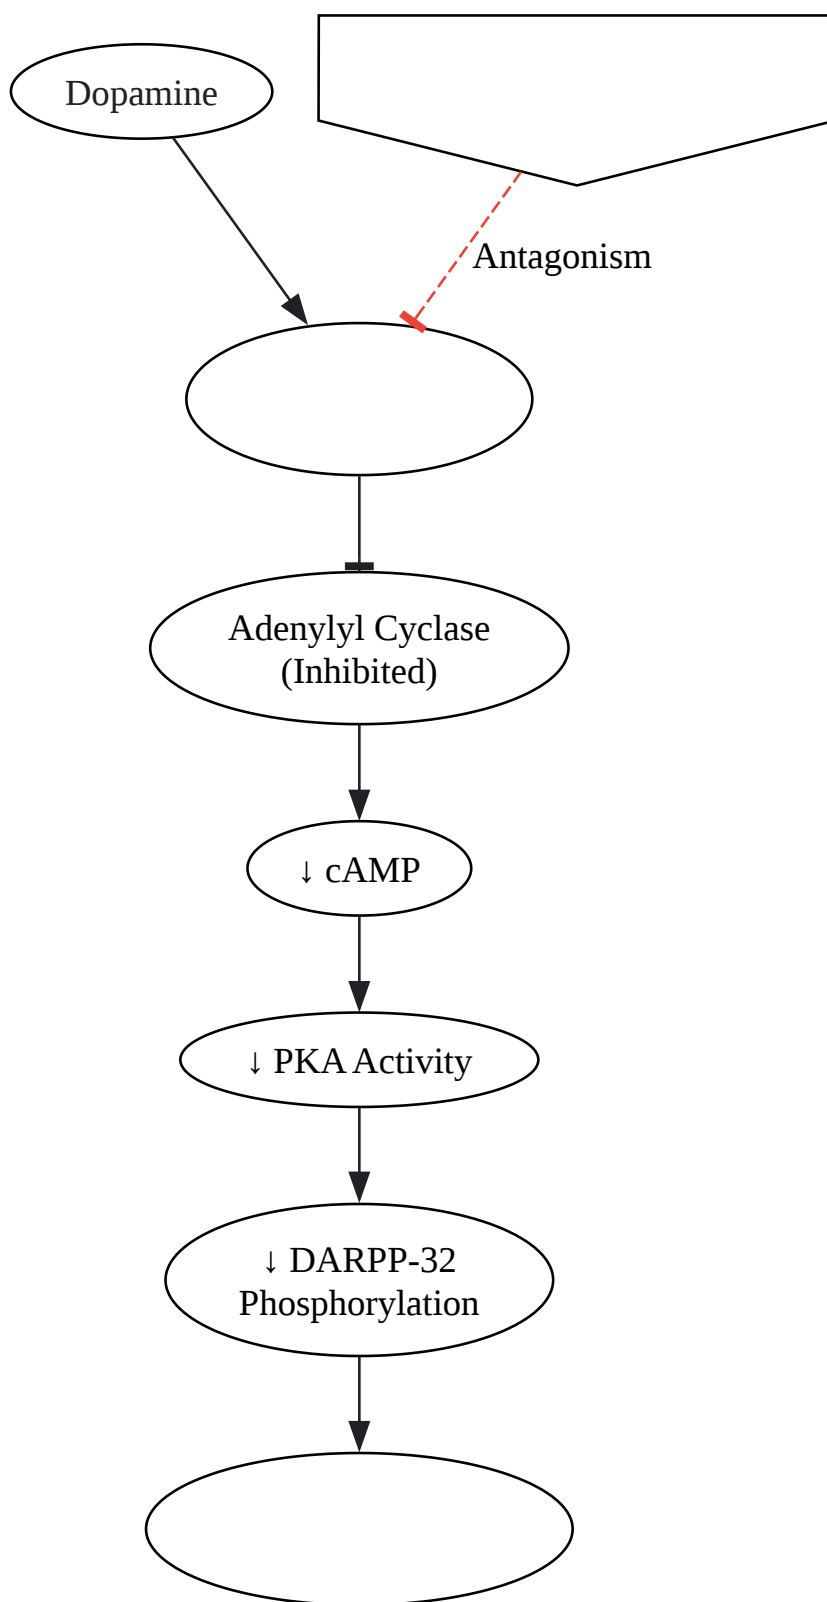 Dopamine
Antagonism
Adenylyl Cyclase
(Inhibited)
↓ cAMP
↓ PKA Activity
↓ DARPP-32
Phosphorylation